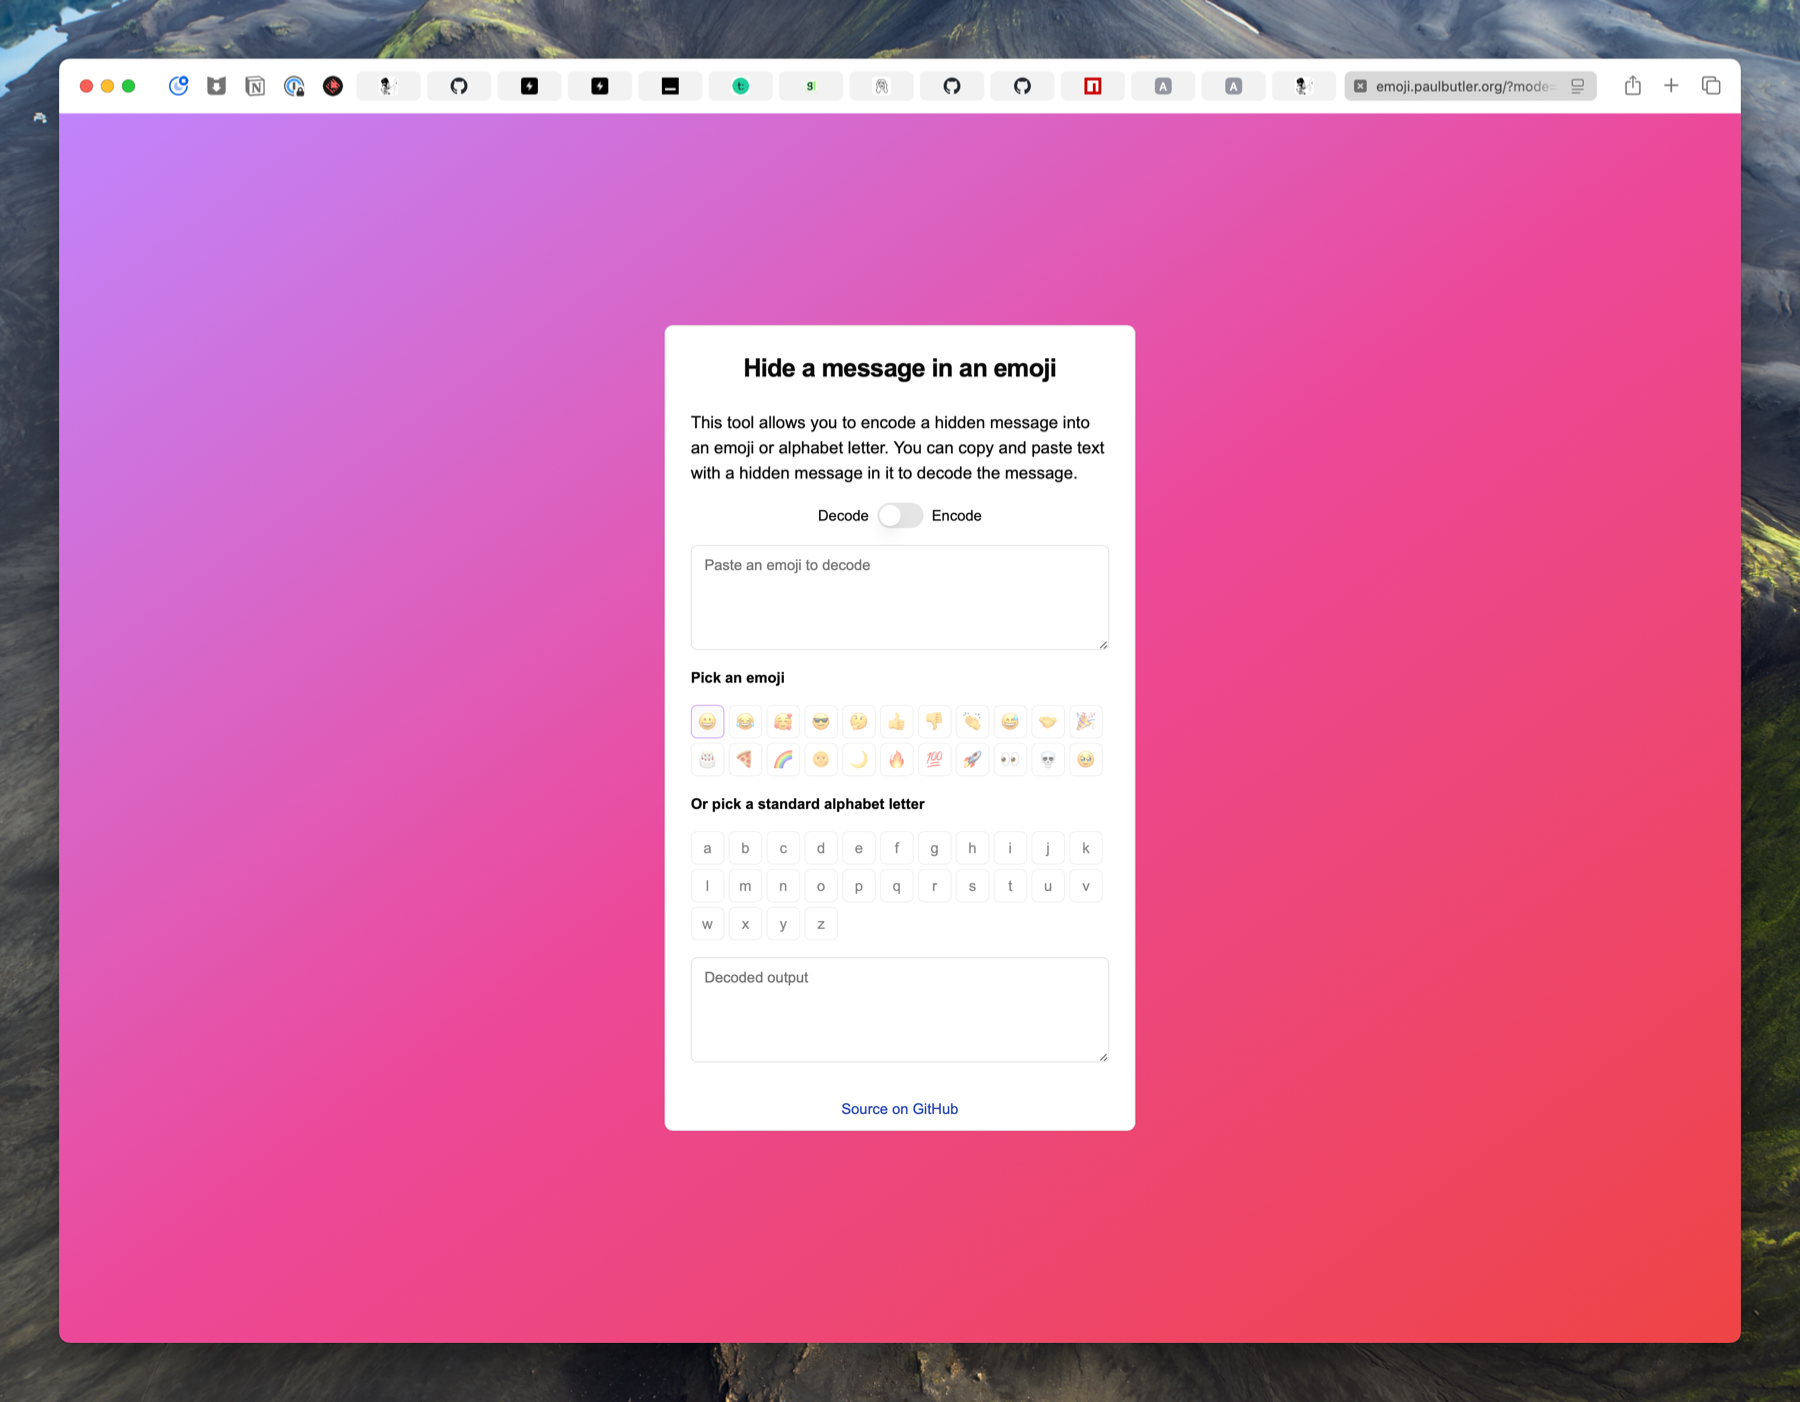 emoji.paulbutler.org/?mode=
Hide a message in an emoji
This tool allows you to encode a hidden message into
an emoji or alphabet letter. You can copy and paste text
with a hidden message in it to decode the message.
Decode Encode
Paste an emoji to decode
Pick an emoji
Or pick a standard alphabet letter
a b c d e f g h i j k
l m n o p q r s t u v
w x y z
Decoded output
Source on GitHub